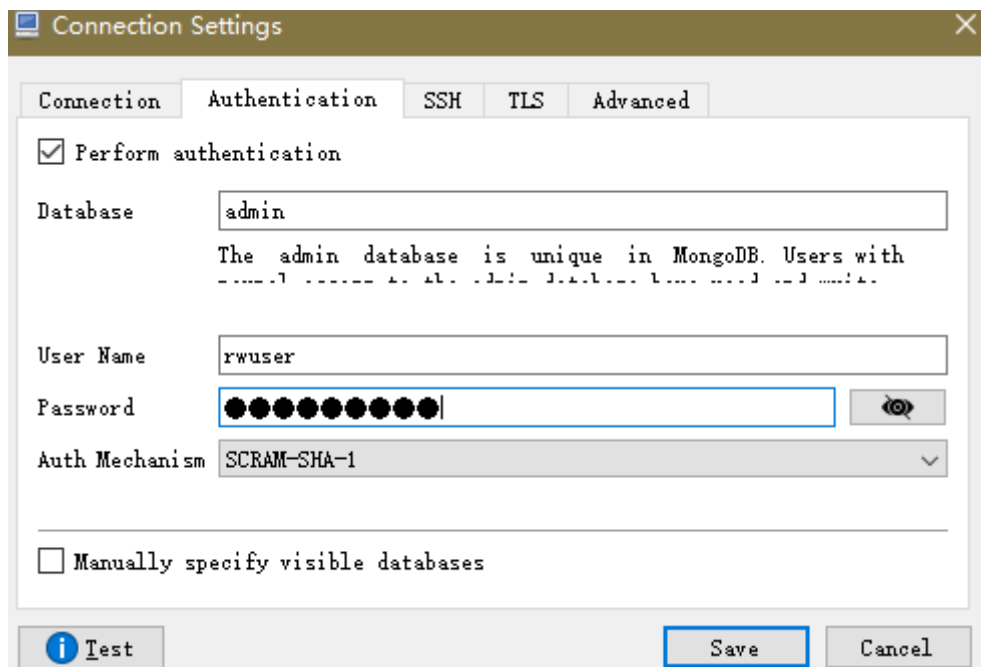 Connection Settings
Connection Authentication SSH TLS Advanced
Perform authentication
Database admin
The admin database is unique in MongoDB. Users with
User Name rwuser
Password ●●●●●●●●●
Auth Mechanism SCRAM-SHA-1
Manually specify visible databases
Test Save Cancel